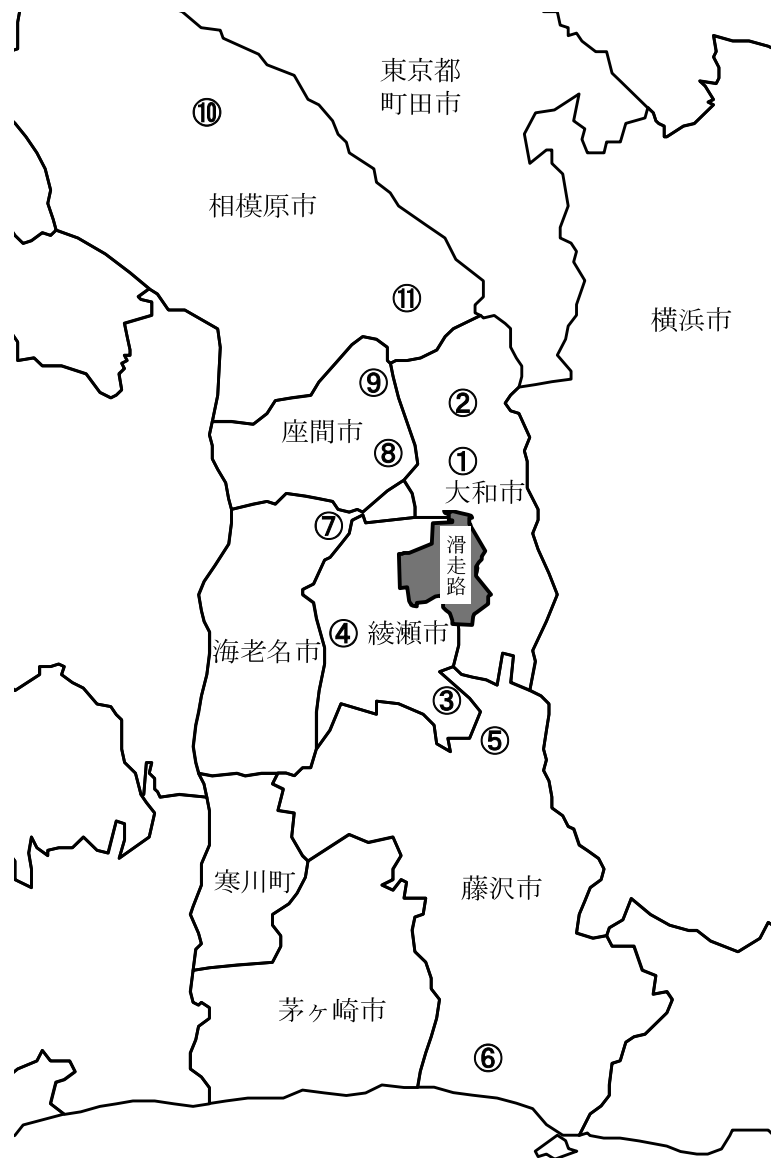 東京都
町田市
⑩
相模原市
⑪
横浜市
⑨
②
座間市
⑧
①
大和市
⑦
滑走路
④
綾瀬市
海老名市
③
⑤
寒川町
藤沢市
茅ヶ崎市
⑥